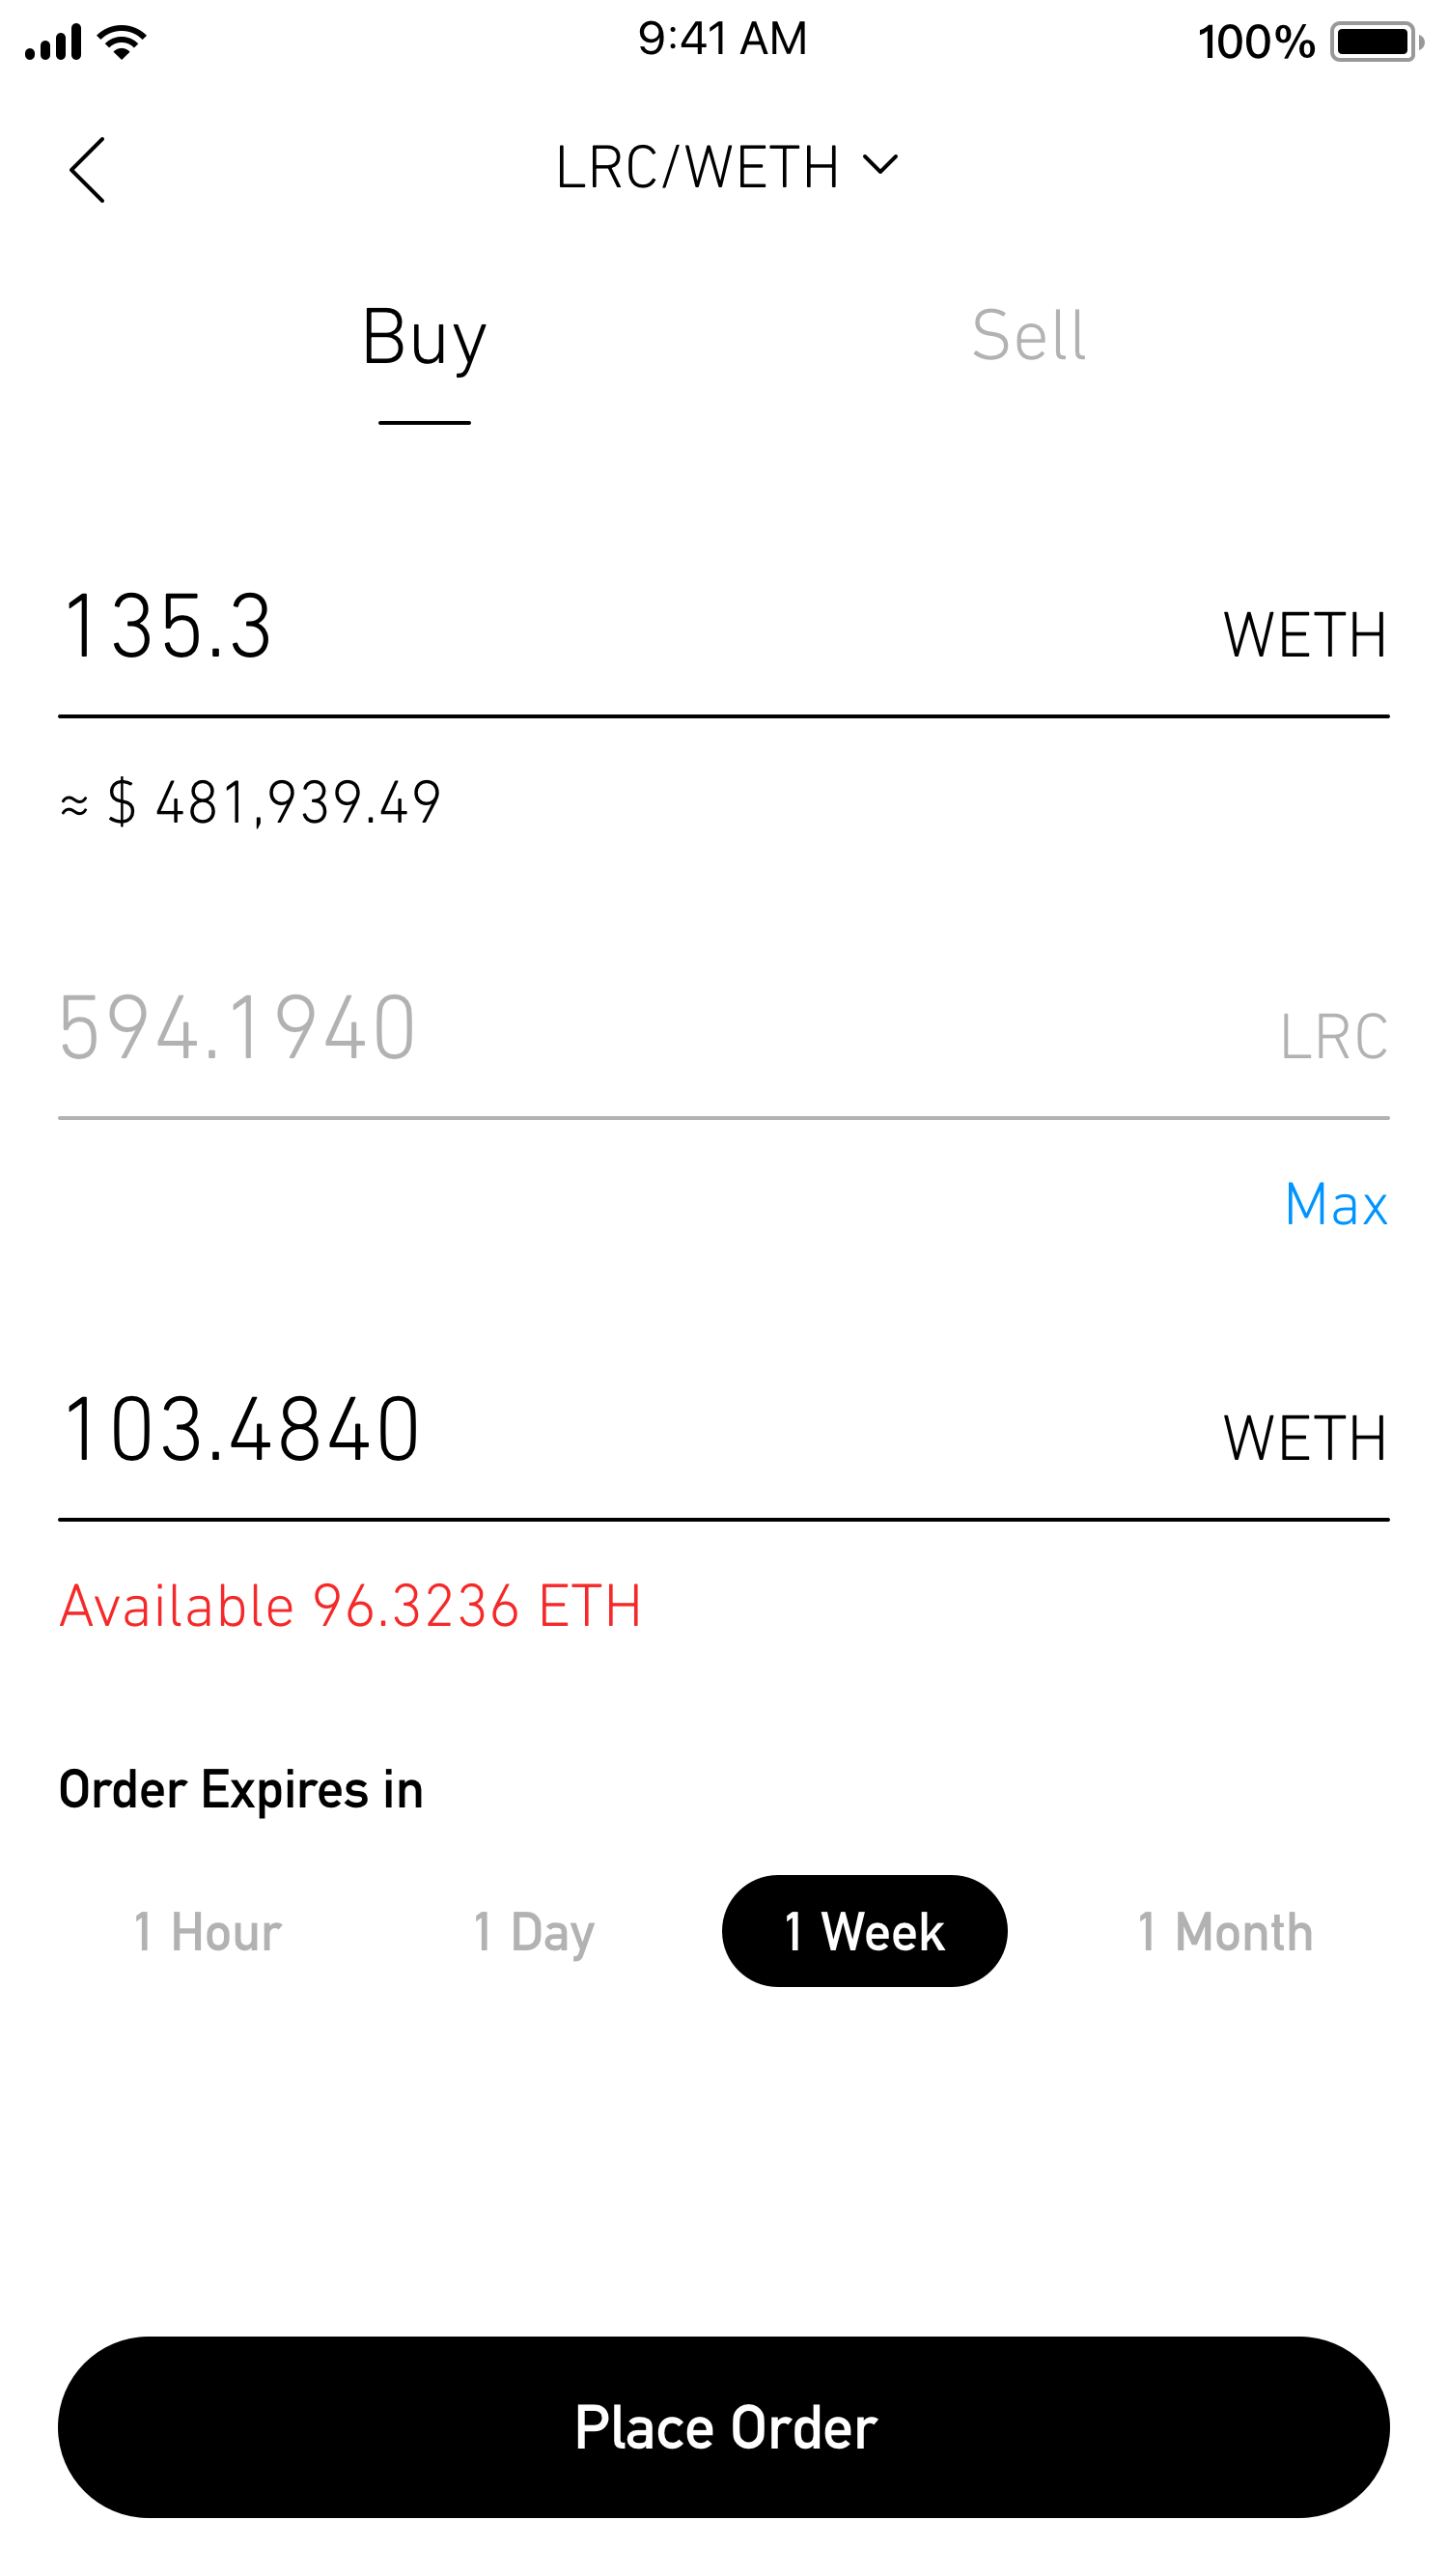 9:41 AM 100%
LRC/WETH
Buy Sell
135.3 WETH
≈ $ 481,939.49
594.1940 LRC
Max
103.4840 WETH
Available 96.3236 ETH
Order Expires in
1 Hour 1 Day 1 Week 1 Month
Place Order